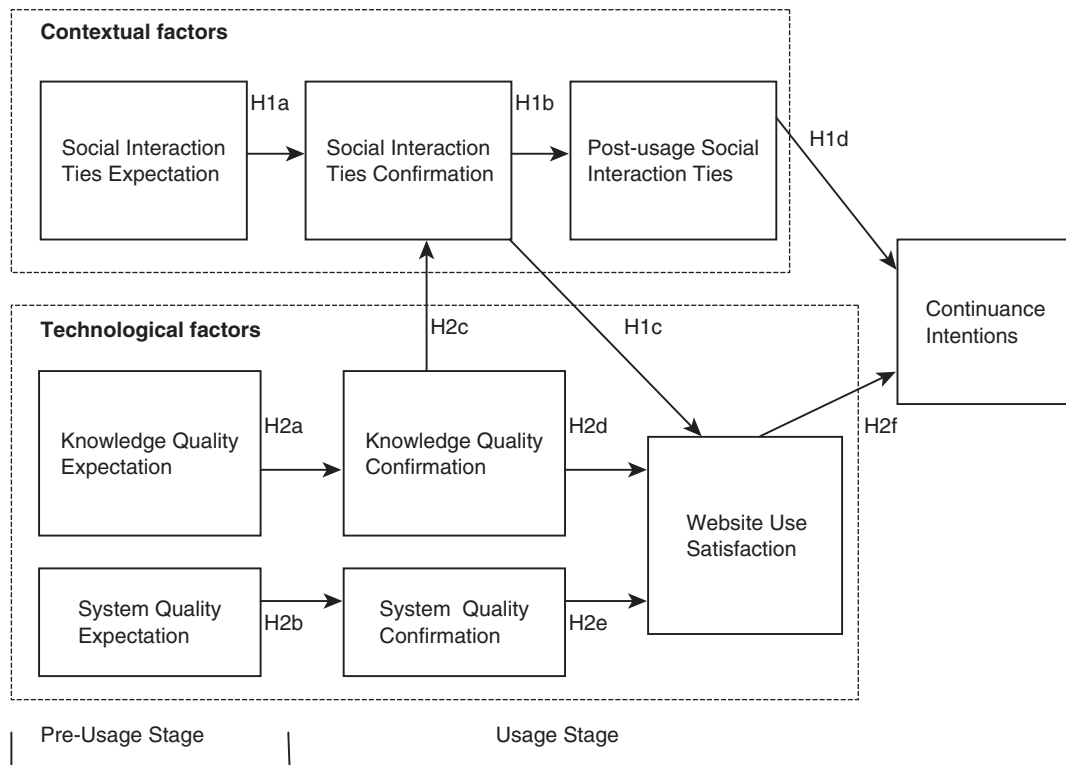 Contextual factors
H1a
H1b
Social Interaction
Ties Expectation
Social Interaction
Ties Confirmation
Post-usage Social
Interaction Ties
H1d
Continuance
Intentions
H2c
H1c
Technological factors
Knowledge Quality
Expectation
H2a
Knowledge Quality
Confirmation
H2d
H2f
Website Use
Satisfaction
System Quality
Expectation
H2b
System Quality
Confirmation
H2e
Pre-Usage Stage
Usage Stage